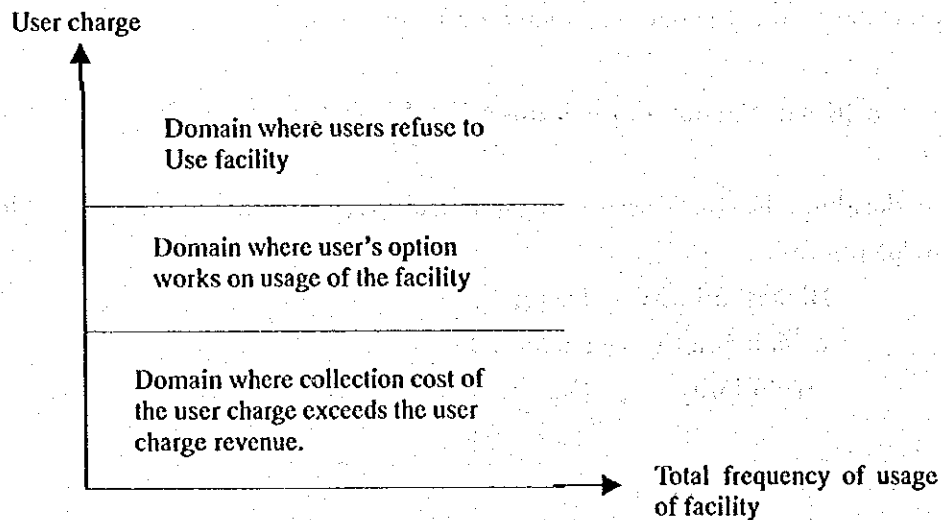 User charge
Domain where users refuse to
Use facility
Domain where user's option
works on usage of the facility
Domain where collection cost of
the user charge exceeds the user
charge revenue.
Total frequency of usage
of facility